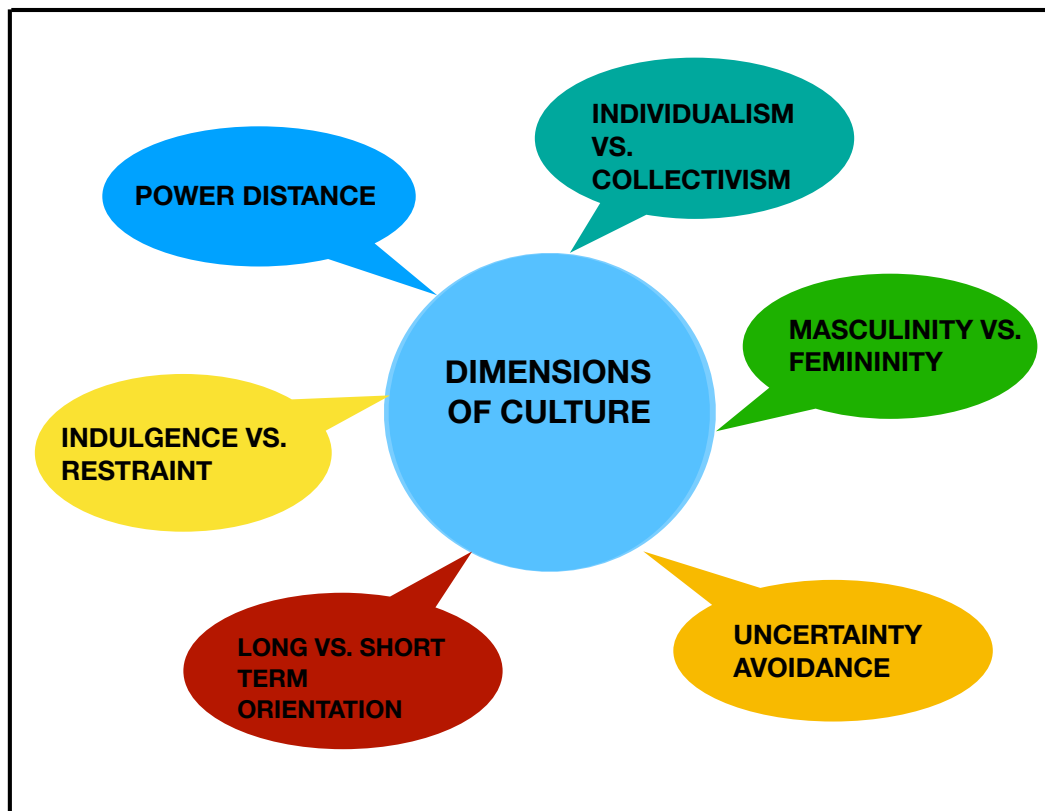 INDIVIDUALISM
VS.
COLLECTIVISM
POWER DISTANCE
MASCULINITY VS.
FEMININITY
DIMENSIONS
OF CULTURE
INDULGENCE VS.
RESTRAINT
LONG VS. SHORT
TERM
ORIENTATION
UNCERTAINTY
AVOIDANCE